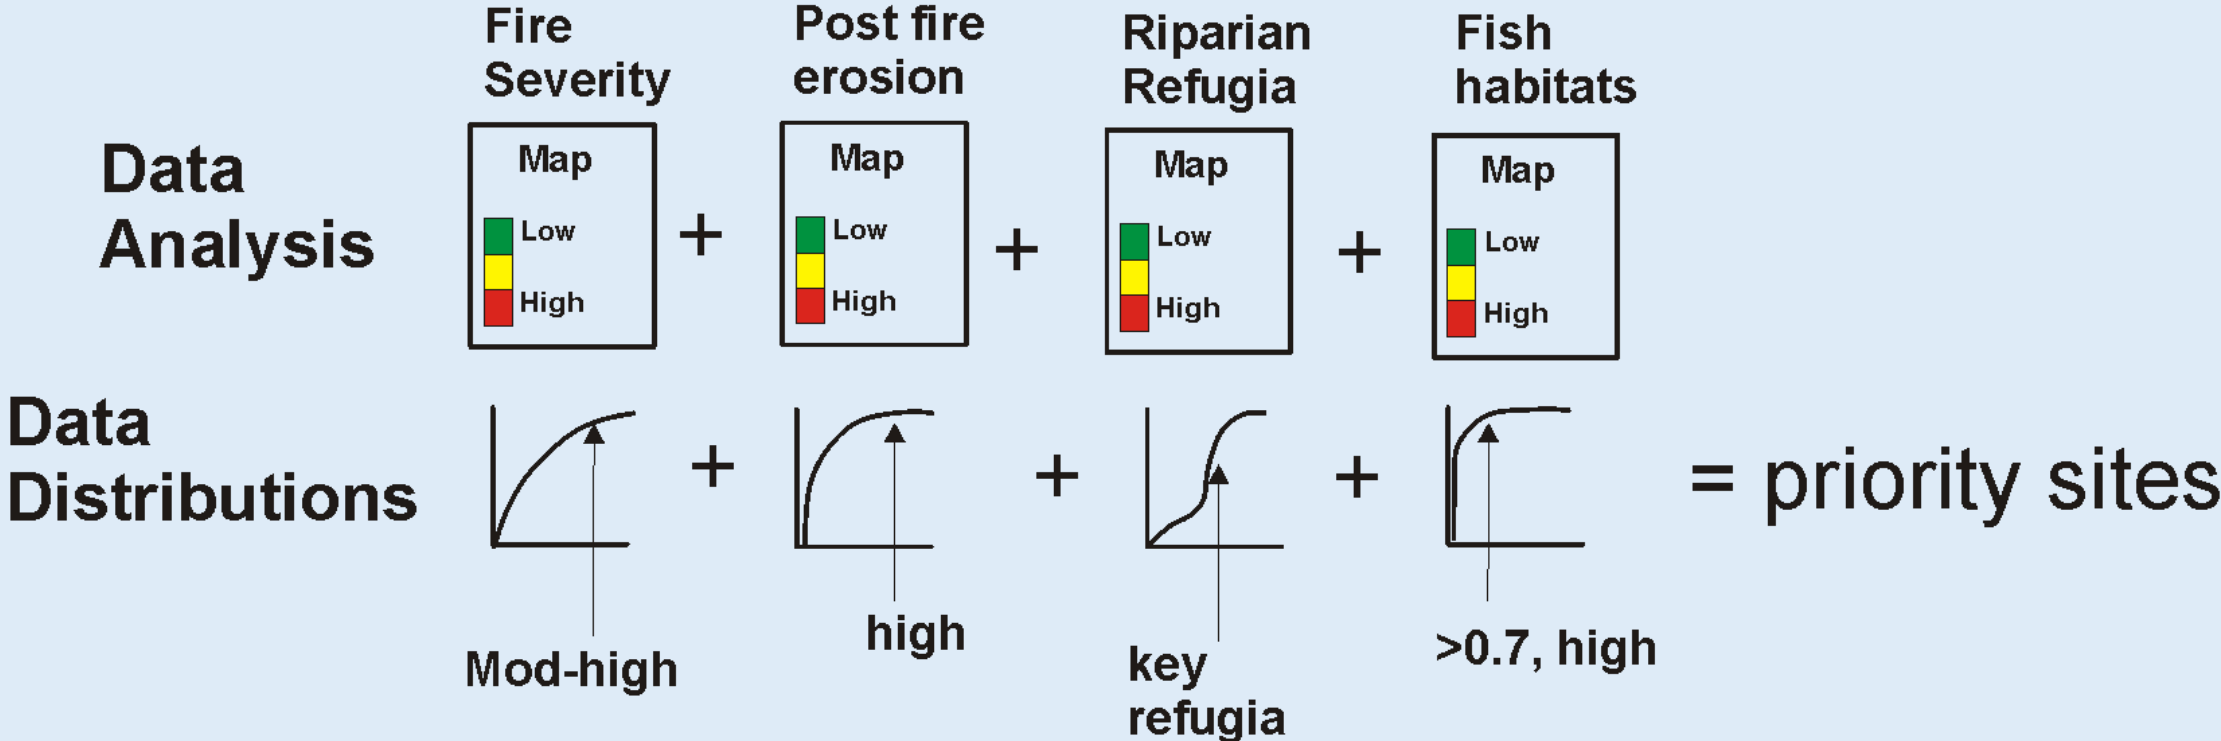 Fire
Severity
Post fire
erosion
Riparian
Refugia
Fish
habitats
Data
Analysis
Map
Low
High
+
Map
Low
High
+
Map
Low
High
+
Map
Low
High
Data
Distributions
+
+
+
= priority sites
Mod-high
high
key
refugia
>0.7, high